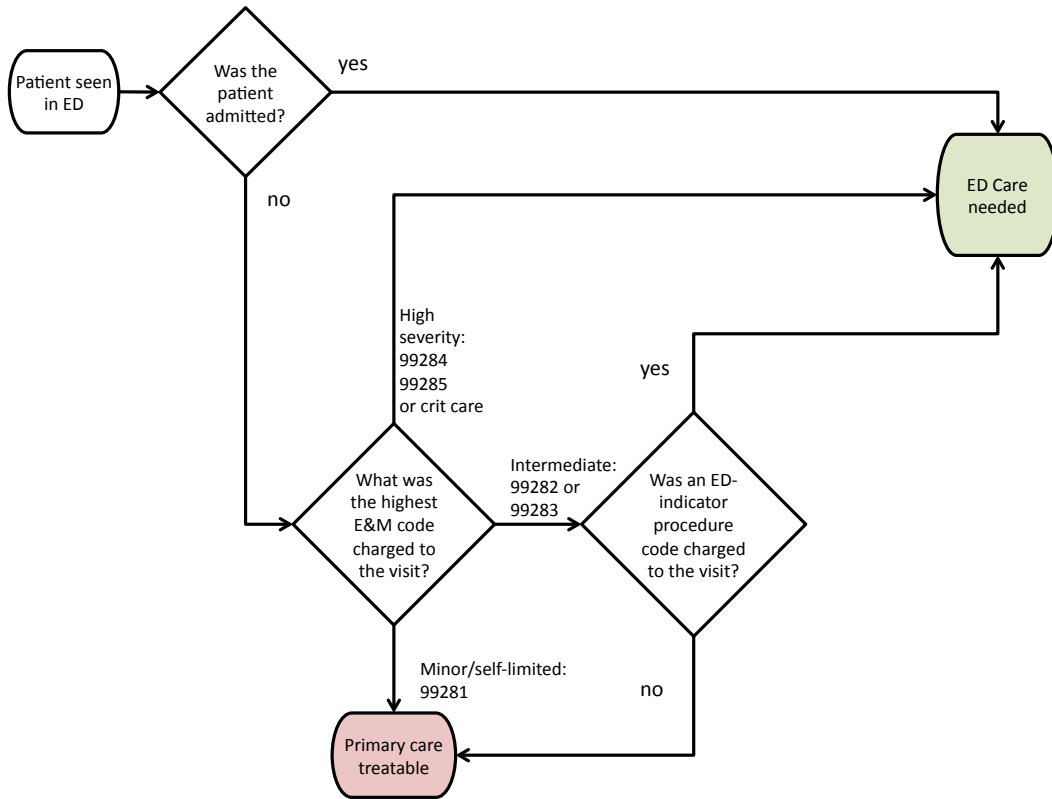 Patient seen
in ED
Was the
patient
admitted?
yes
no
ED Care
needed
High
severity:
99284
99285
or crit care
yes
What was
the highest
E&M code
charged to
the visit?
Intermediate:
99282 or
99283
Was an ED-
indicator
procedure
code charged
to the visit?
Minor/self-limited:
99281
no
Primary care
treatable